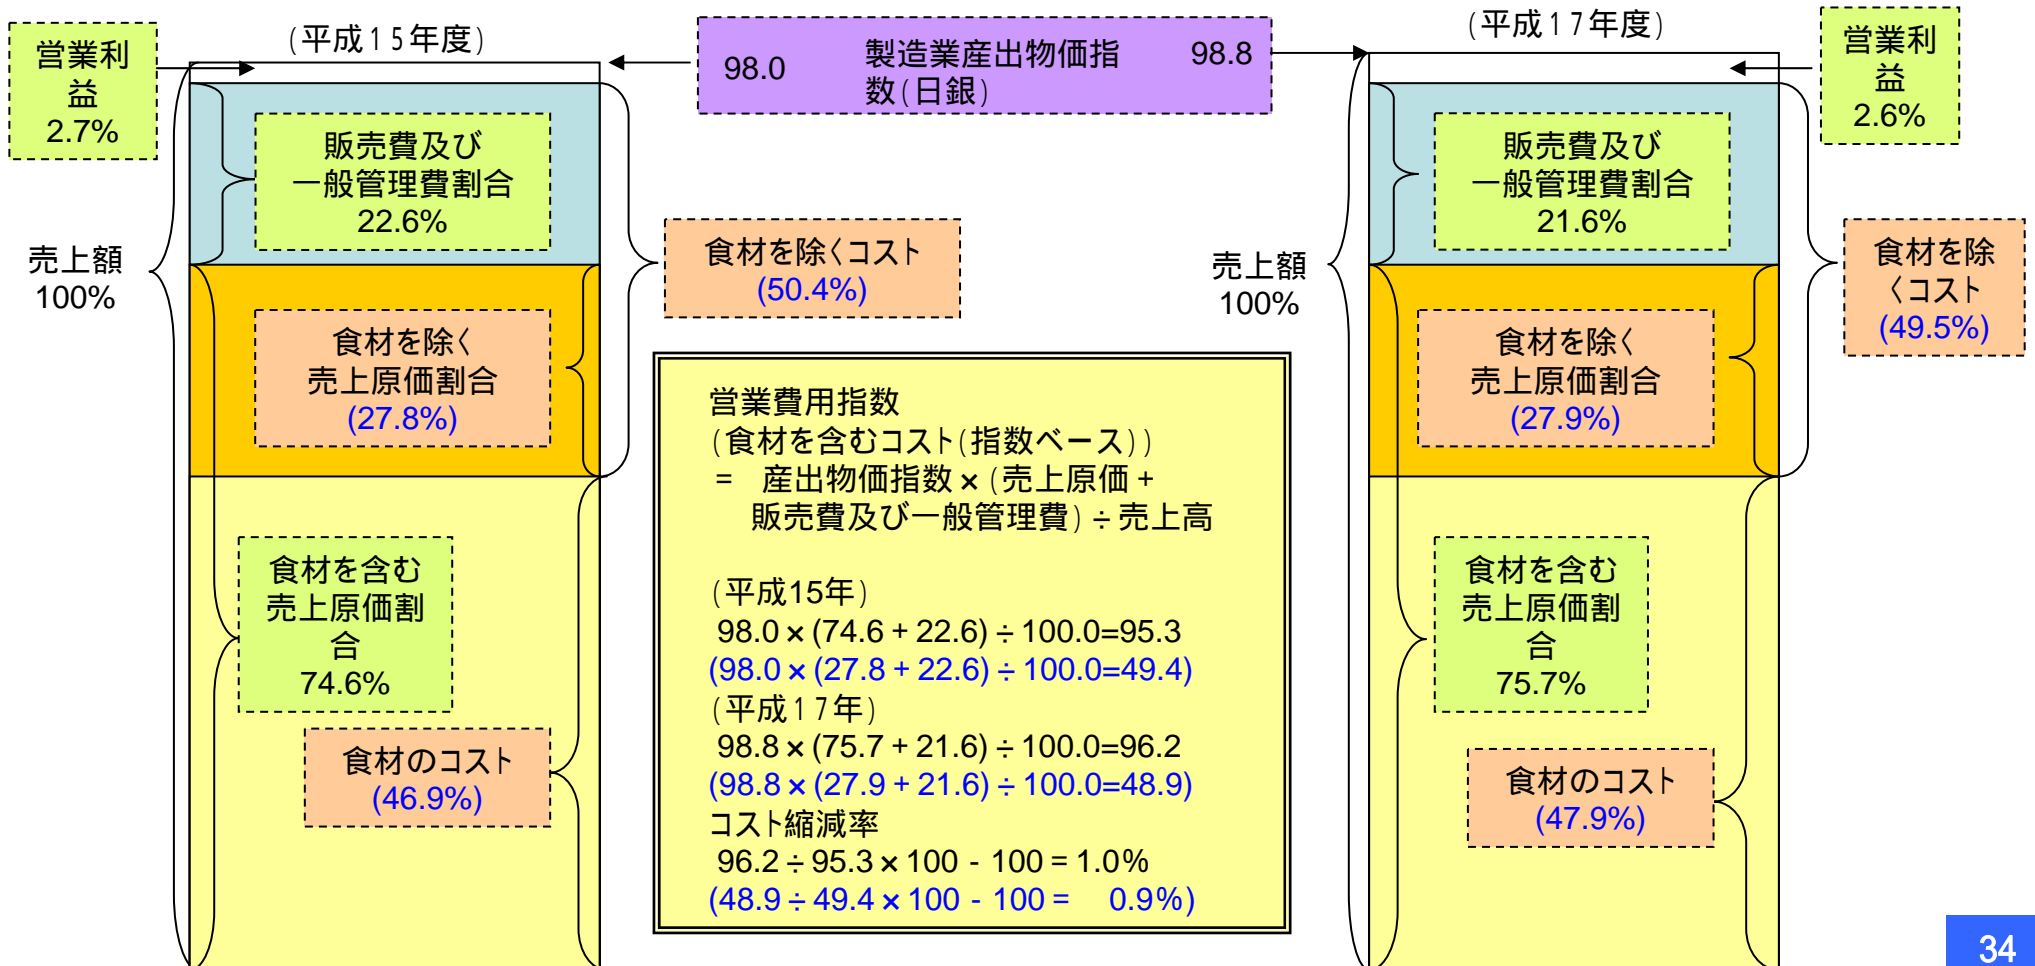 (平成15年度)
営業利
益
2.7%
98.0 製造業産出物価指 98.8
数(日銀)
(平成17年度)
営業利
益
2.6%
販売費及び
一般管理費割合
22.6%
売上額
100%
食材を除くコスト
(50.4%)
食材を除く
売上原価割合
(27.8%)
食材を含む
売上原価割
合
74.6%
食材のコスト
(46.9%)
営業費用指数
(食材を含むコスト(指数ベース))
= 産出物価指数×(売上原価+
販売費及び一般管理費)÷売上高
(平成15年)
98.0×(74.6+22.6)÷100.0=95.3
(98.0×(27.8+22.6)÷100.0=49.4)
(平成17年)
98.8×(75.7+21.6)÷100.0=96.2
(98.8×(27.9+21.6)÷100.0=48.9)
コスト縮減率
96.2÷95.3×100-100=1.0%
(48.9÷49.4×100-100= 0.9%)
販売費及び
一般管理費割合
21.6%
売上額
100%
食材を除
くコスト
(49.5%)
食材を除く
売上原価割合
(27.9%)
食材を含む
売上原価割
合
75.7%
食材のコスト
(47.9%)
34